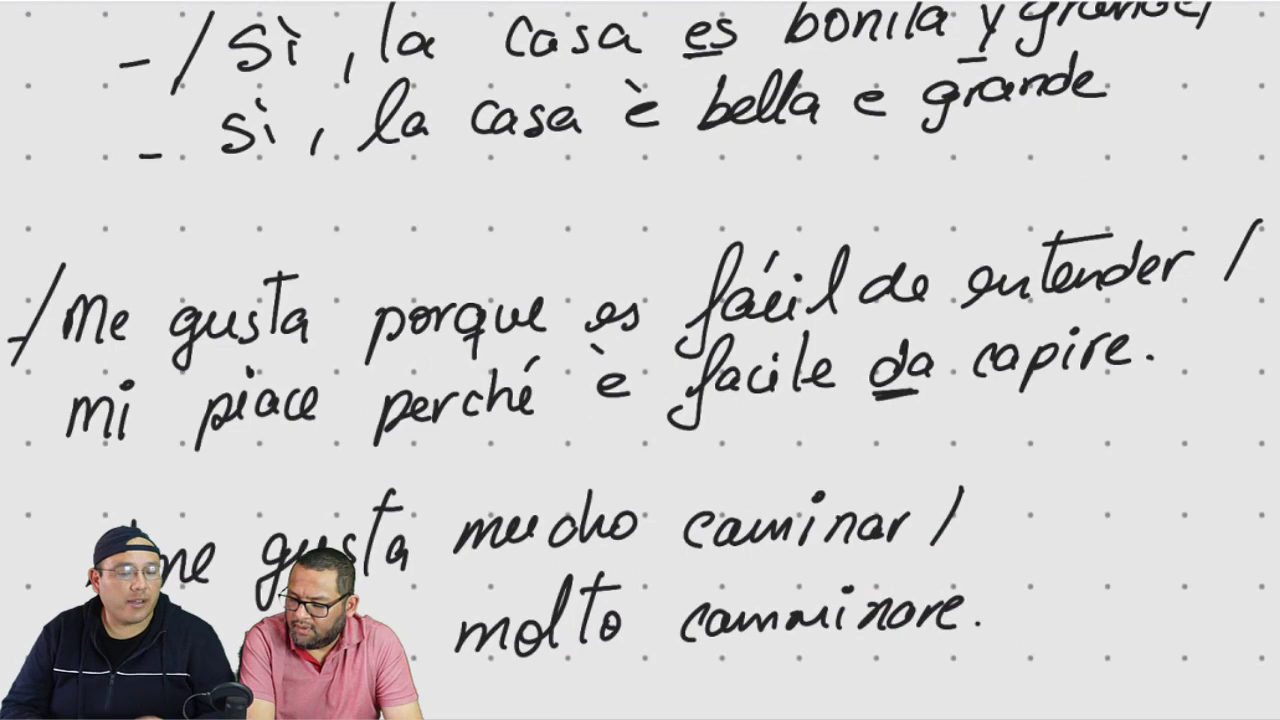 - / Sì, la casa es bonita y grande/
- sì, la casa è bella e grande
-/ Me gusta porque es fácil de entender /
mi piace perché è facile da capire.
me gusta mucho caminar /
molto camminare.